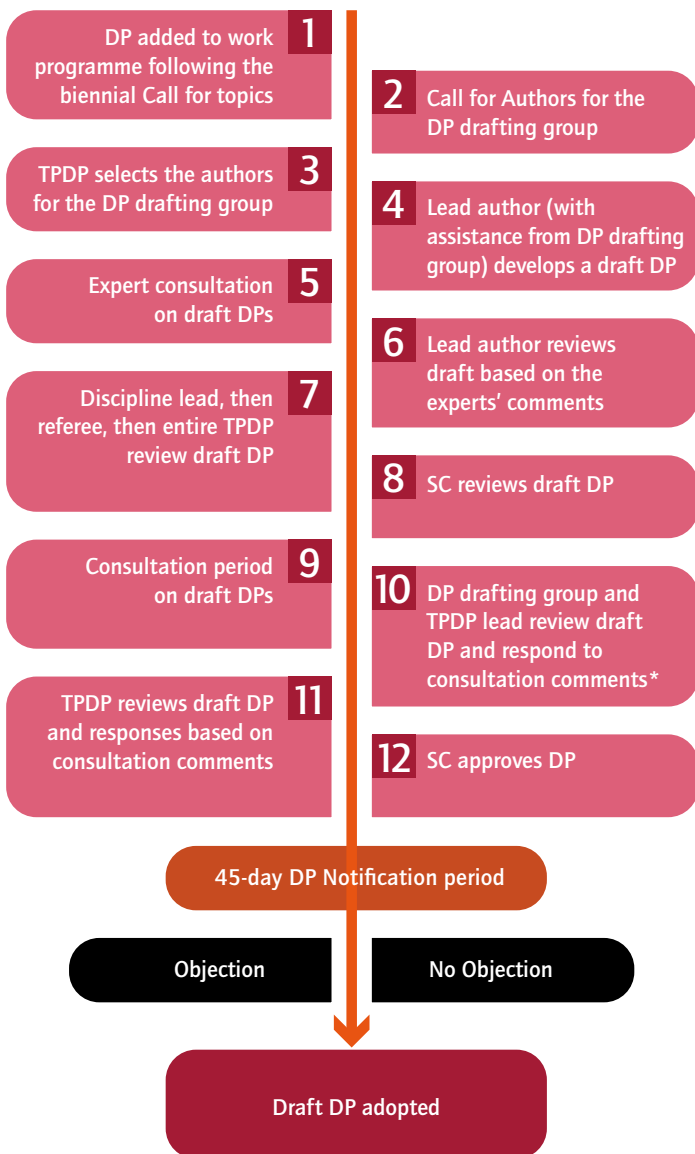 1
DP added to work
programme following the
biennial Call for topics
2
Call for Authors for the
DP drafting group
3
TPDP selects the authors
for the DP drafting group
4
Lead author (with
assistance from DP drafting
group) develops a draft DP
5
Expert consultation
on draft DPs
6
Lead author reviews
draft based on the
experts’ comments
7
Discipline lead, then
referee, then entire TPDP
review draft DP
8
SC reviews draft DP
9
Consultation period
on draft DPs
10
DP drafting group and
TPDP lead review draft
DP and respond to
consultation comments*
11
TPDP reviews draft DP
and responses based on
consultation comments
12
SC approves DP
45-day DP Notification period
Objection
No Objection
Draft DP adopted